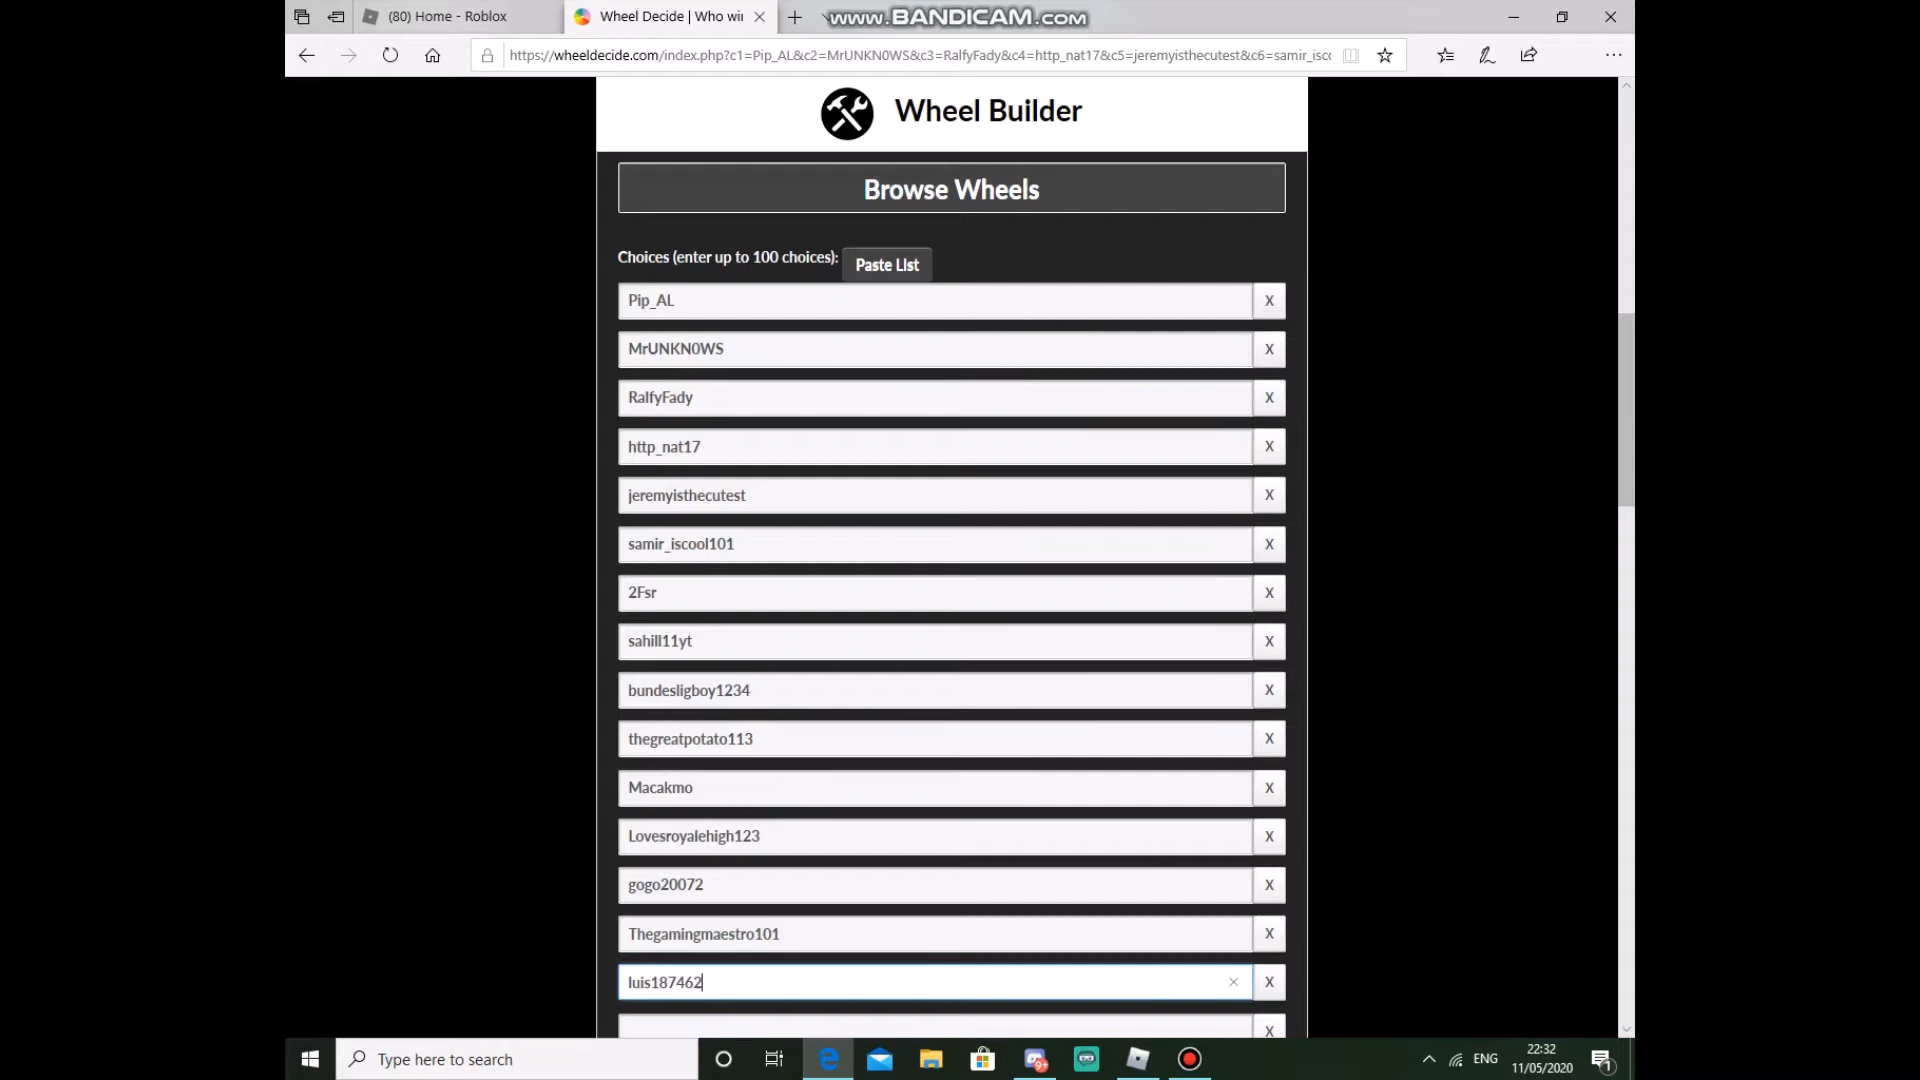 (80) Home - Roblox
Wheel Decide | Who wi
www.BANDICAM.com
https://wheeldecide.com/index.php?c1=Pip_AL&c2=MrUNKN0WS&c3=RalfyFady&c4=http_nat17&c5=jeremyisthecutest&c6=samir_isco
Wheel Builder
Browse Wheels
Choices (enter up to 100 choices):
Paste List
Pip_AL X
MrUNKN0WS X
RalfyFady X
http_nat17 X
jeremyisthecutest X
samir_iscool101 X
2Fsr X
sahill11yt X
bundesligboy1234 X
thegreatpotato113 X
Macakmo X
Lovesroyalehigh123 X
gogo20072 X
Thegamingmaestro101 X
luis187462 X
X
Type here to search
ENG
22:32
11/05/2020
1